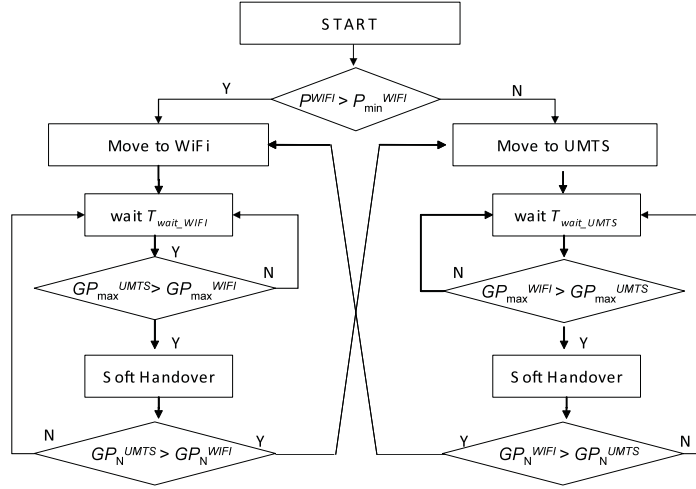 START
Y
P^WIFI > P_min^WIFI
N
Move to WiFi
Move to UMTS
wait T_wait_WIFI
wait T_wait_UMTS
Y
GP_max^UMTS > GP_max^WIFI
N
N
GP_max^WIFI > GP_max^UMTS
Y
Y
Soft Handover
Soft Handover
N
GP_N^UMTS > GP_N^WIFI
Y
Y
GP_N^WIFI > GP_N^UMTS
N